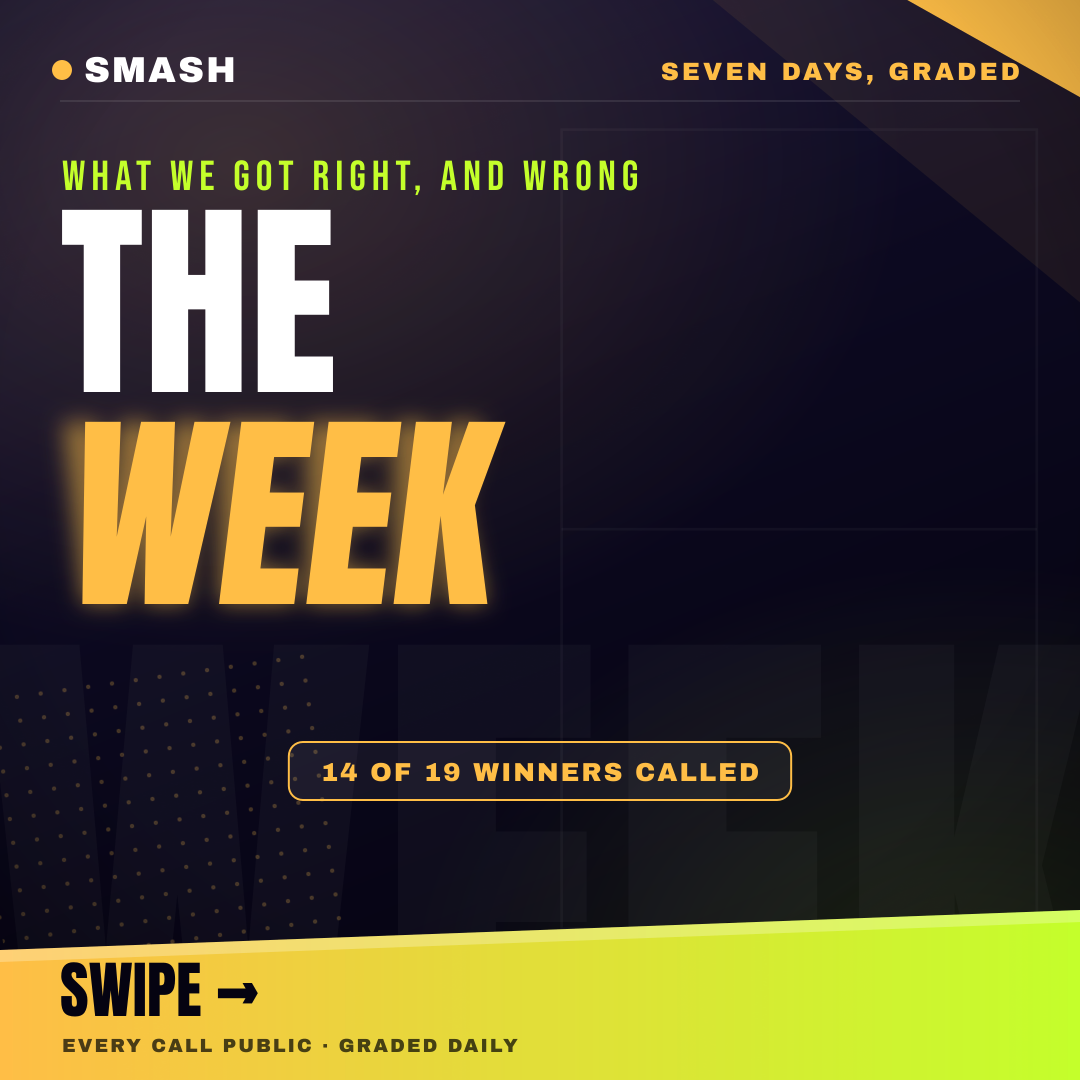 SMASH
SEVEN DAYS, GRADED
WHAT WE GOT RIGHT, AND WRONG
THE
WEEK
WEEK
14 OF 19 WINNERS CALLED
SWIPE →
EVERY CALL PUBLIC · GRADED DAILY